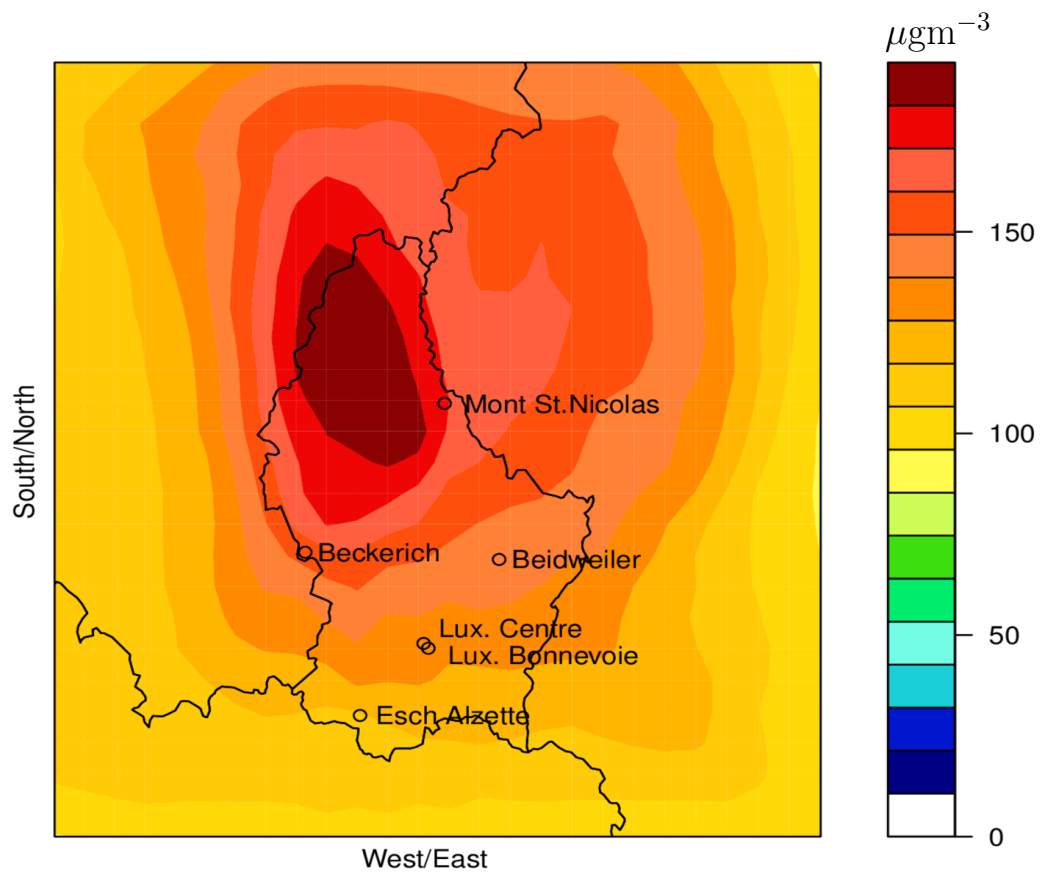 μgm⁻³
150
Mont St.Nicolas
100
South/North
Beckerich
Beidweiler
Lux. Centre
50
Lux. Bonnevoie
Esch Alzette
0
West/East